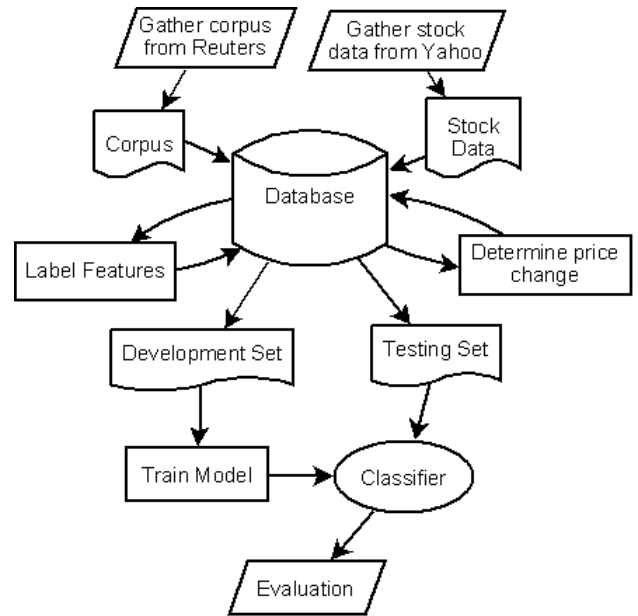 Gather corpus
from Reuters
Gather stock
data from Yahoo
Corpus
Stock
Data
Database
Label Features
Determine price
change
Development Set
Testing Set
Train Model
Classifier
Evaluation